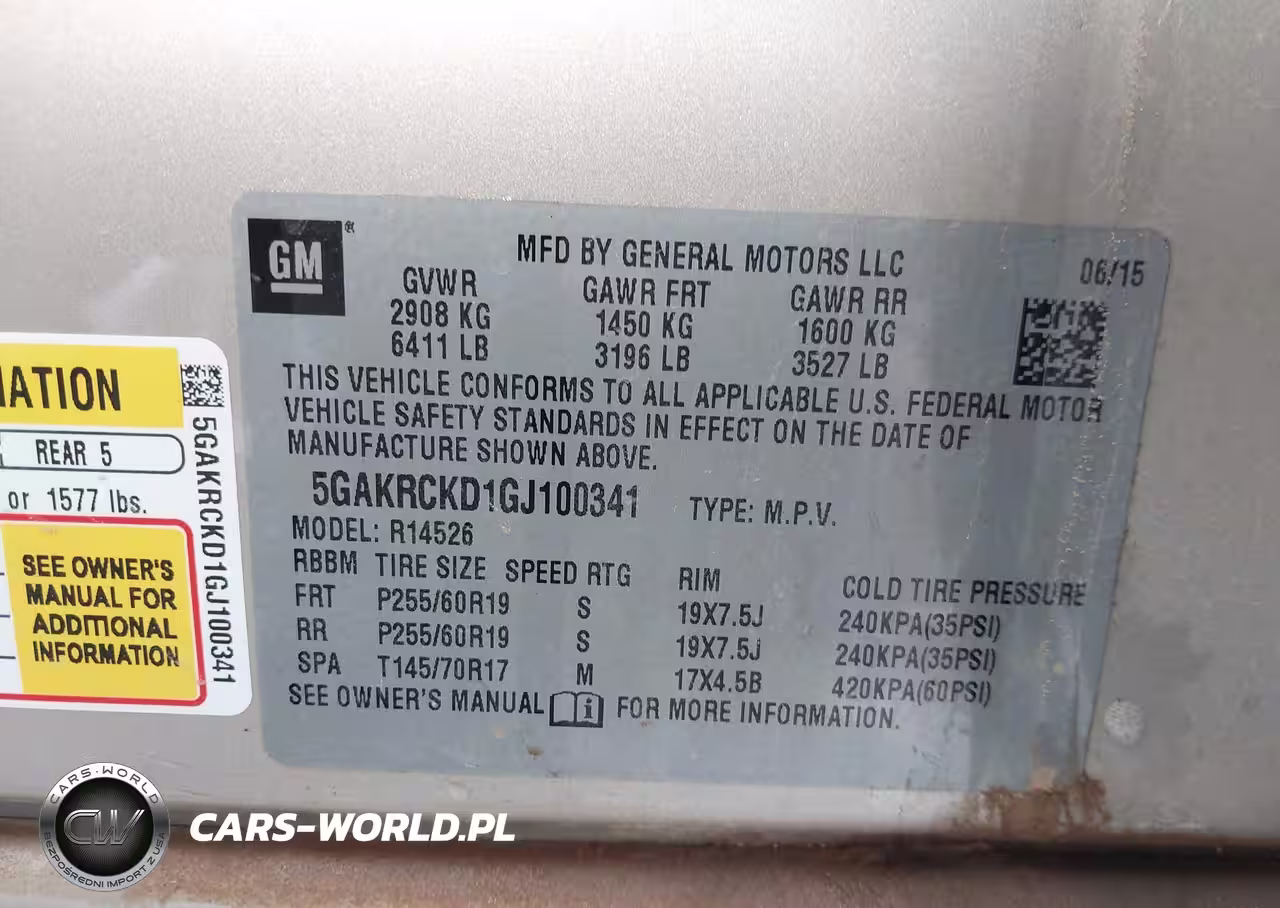 GM ®
MFD BY GENERAL MOTORS LLC 06/15
GVWR GAWR FRT GAWR RR
2908 KG 1450 KG 1600 KG
6411 LB 3196 LB 3527 LB
THIS VEHICLE CONFORMS TO ALL APPLICABLE U.S. FEDERAL MOTOR
VEHICLE SAFETY STANDARDS IN EFFECT ON THE DATE OF
MANUFACTURE SHOWN ABOVE.
5GAKRCKD1GJ100341 TYPE: M.P.V.
MODEL: R14526
RBBM TIRE SIZE SPEED RTG RIM COLD TIRE PRESSURE
FRT P255/60R19 S 19X7.5J 240KPA(35PSI)
RR P255/60R19 S 19X7.5J 240KPA(35PSI)
SPA T145/70R17 M 17X4.5B 420KPA(60PSI)
SEE OWNER'S MANUAL i FOR MORE INFORMATION.
MATION
REAR 5
or 1577 lbs.
SEE OWNER'S
MANUAL FOR
ADDITIONAL
INFORMATION
5GAKRCKD1GJ100341
CARS-WORLD
CW
BEZPOŚREDNI IMPORT Z USA
CARS-WORLD.PL